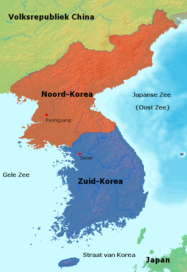 Volksrepubliek China
Noord-Korea
Japanse Zee
(Oost Zee)
Pyongyang
Seoel
Gele Zee
Zuid-Korea
Straat van Korea
Japan